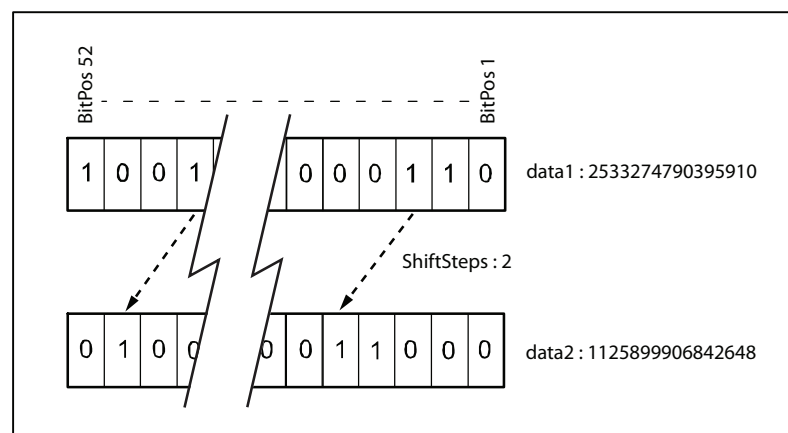 BitPos 52
BitPos 1
1 0 0 1 0 0 0 1 1 0
data1 : 2533274790395910
ShiftSteps : 2
0 1 0 0 0 0 1 1 0 0 0
data2 : 1125899906842648